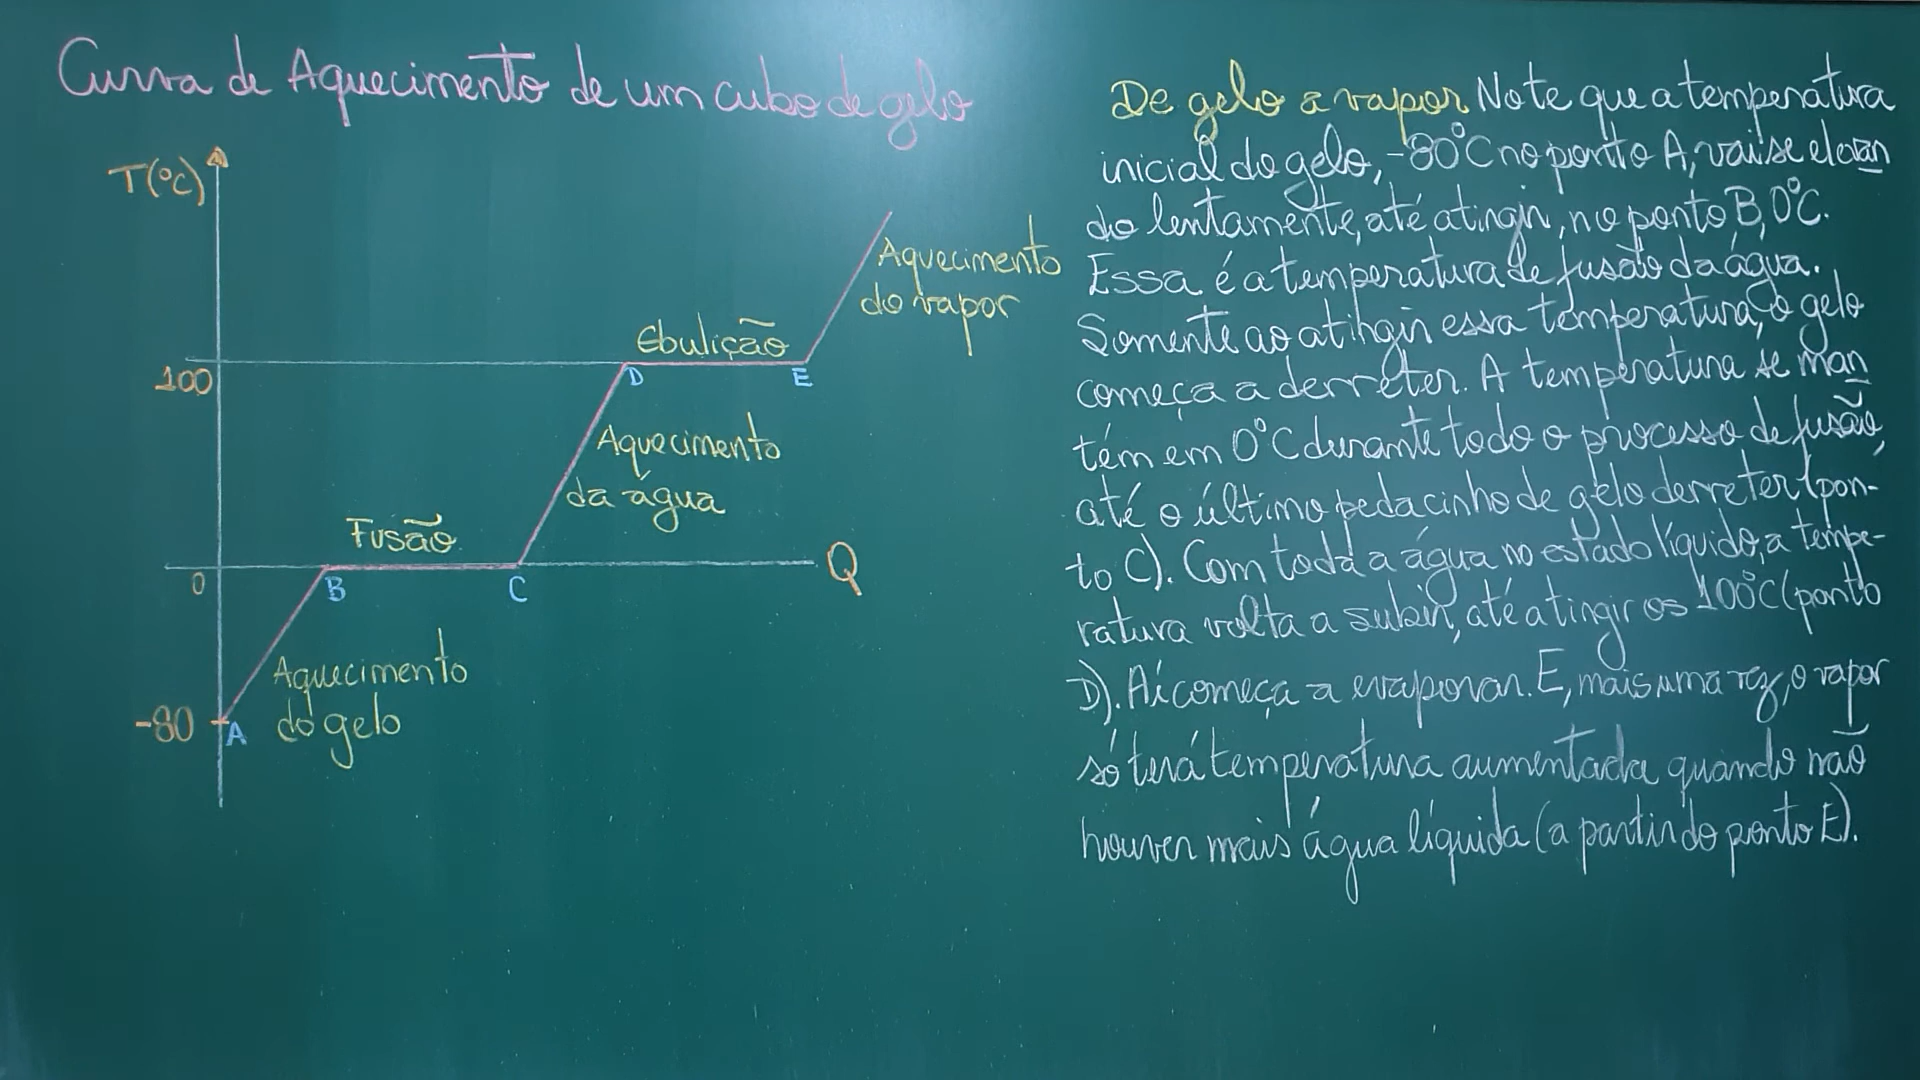 Curva de Aquecimento de um cubo de gelo
T(°C)
100
0
-80
A
B
C
D
E
Q
Aquecimento
do gelo
Fusão
Aquecimento
da água
Ebulição
Aquecimento
do vapor
De gelo a vapor Note que a temperatura
inicial do gelo, -80°C no ponto A, vai se elevan
do lentamente, até atingir, no ponto B, 0°C.
Essa é a temperatura de fusão da água.
Somente ao atingir essa temperatura, o gelo
começa a derreter. A temperatura se man
tém em 0°C durante todo o processo de fusão,
até o último pedacinho de gelo derreter (pon-
to C). Com toda a água no estado líquido, a tempe-
ratura volta a subir, até atingir os 100°C (ponto
D). Aí começa a evaporar. E, mais uma vez, o vapor
só terá temperatura aumentada quando não
houver mais água líquida (a partir do ponto E).